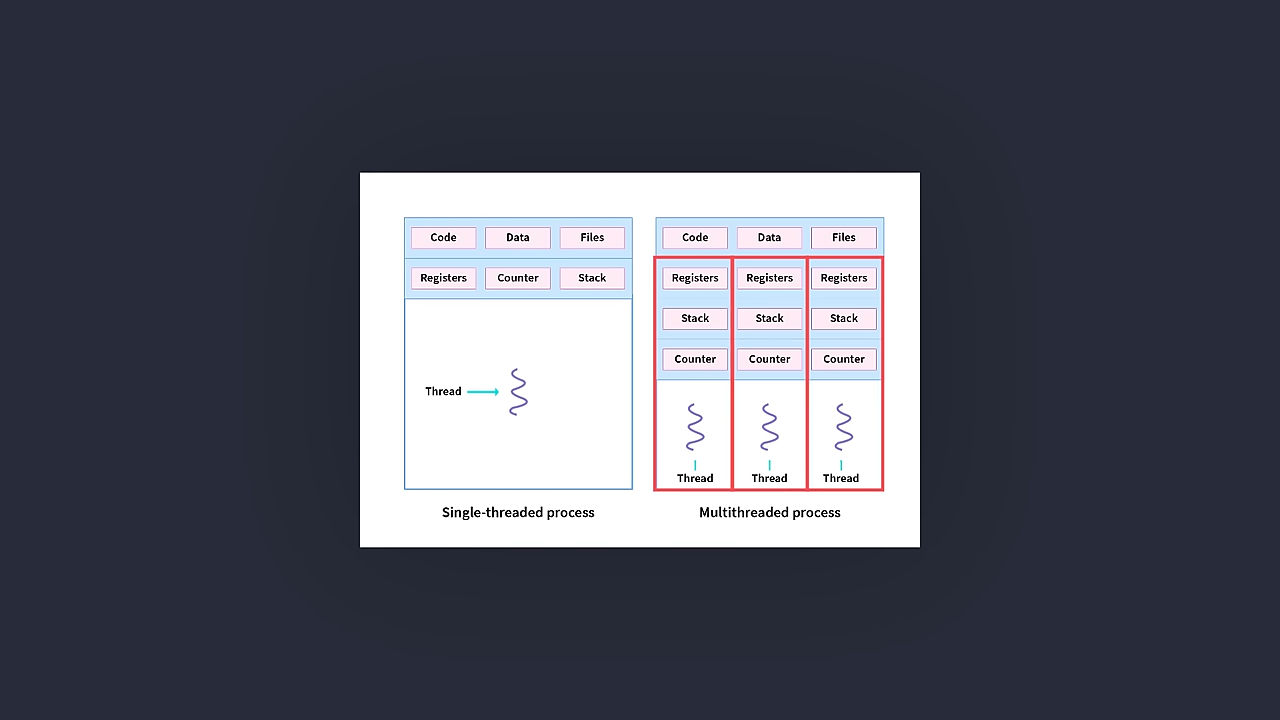 Code Data Files
Registers Counter Stack
Thread
Single-threaded process
Code Data Files
Registers Registers Registers
Stack Stack Stack
Counter Counter Counter
Thread Thread Thread
Multithreaded process